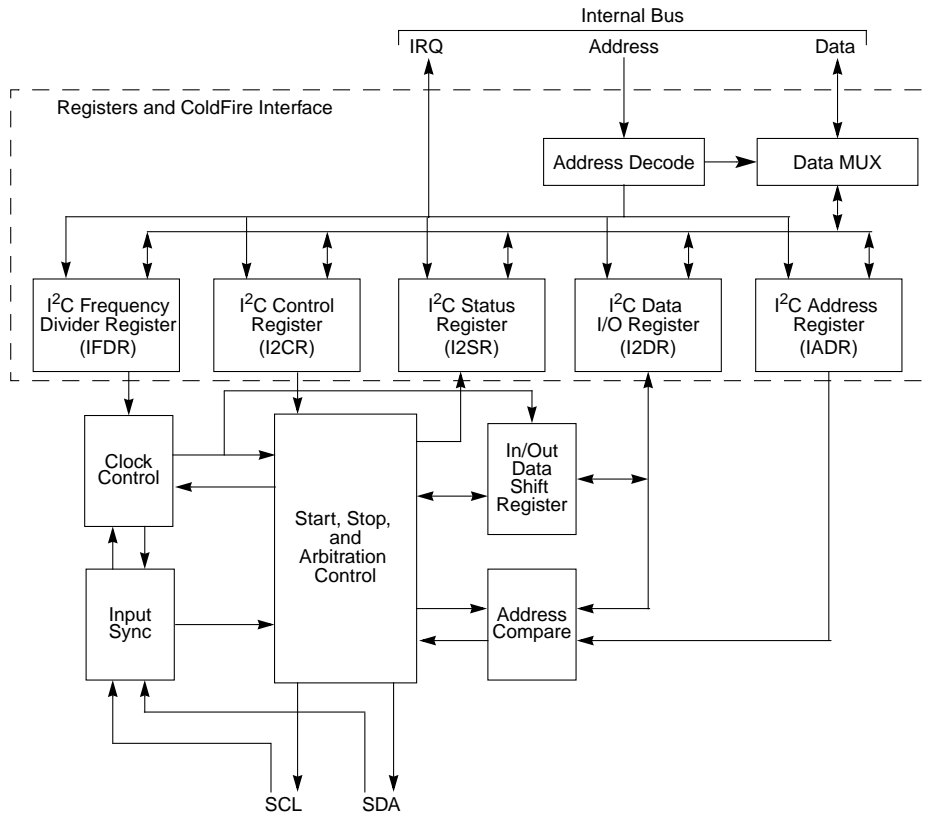 Internal Bus
IRQ
Address
Data
Registers and ColdFire Interface
Address Decode
Data MUX
I²C Frequency
Divider Register
(IFDR)
I²C Control
Register
(I2CR)
I²C Status
Register
(I2SR)
I²C Data
I/O Register
(I2DR)
I²C Address
Register
(IADR)
Clock
Control
In/Out
Data
Shift
Register
Start, Stop,
and
Arbitration
Control
Input
Sync
Address
Compare
SCL
SDA